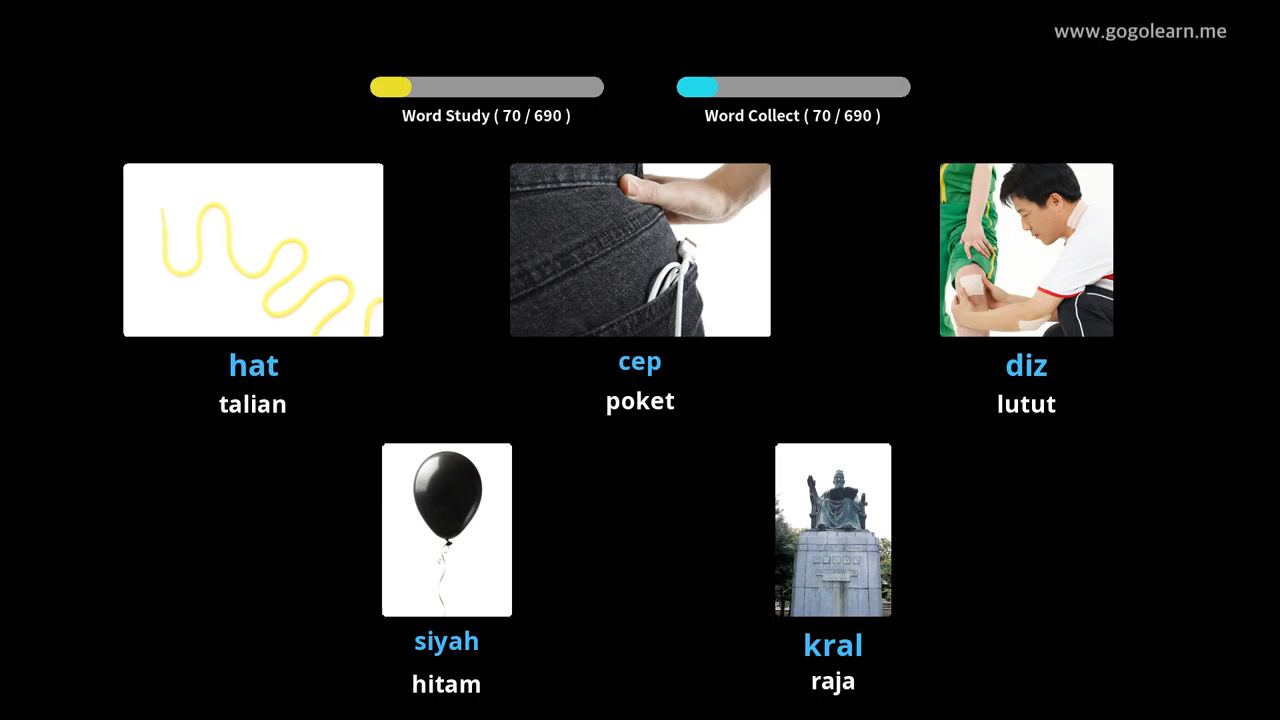 www.gogolearn.me
Word Study ( 70 / 690 )
Word Collect ( 70 / 690 )
hat
talian
cep
poket
diz
lutut
siyah
hitam
kral
raja